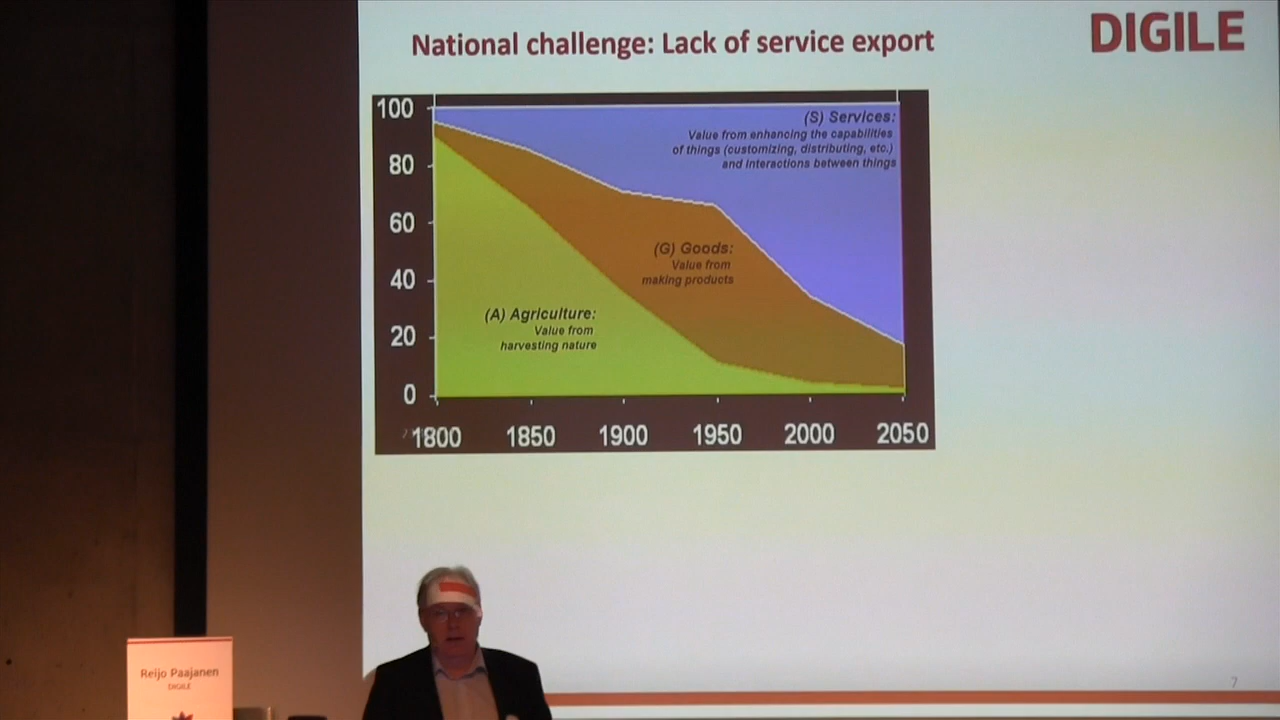 National challenge: Lack of service export
DIGILE
100
80
60
40
20
0
(S) Services:
Value from enhancing the capabilities
of things (customizing, distributing, etc.)
and interactions between things
(G) Goods:
Value from
making products
(A) Agriculture:
Value from
harvesting nature
1800 1850 1900 1950 2000 2050
7
Reijo Paajanen
DIGILE